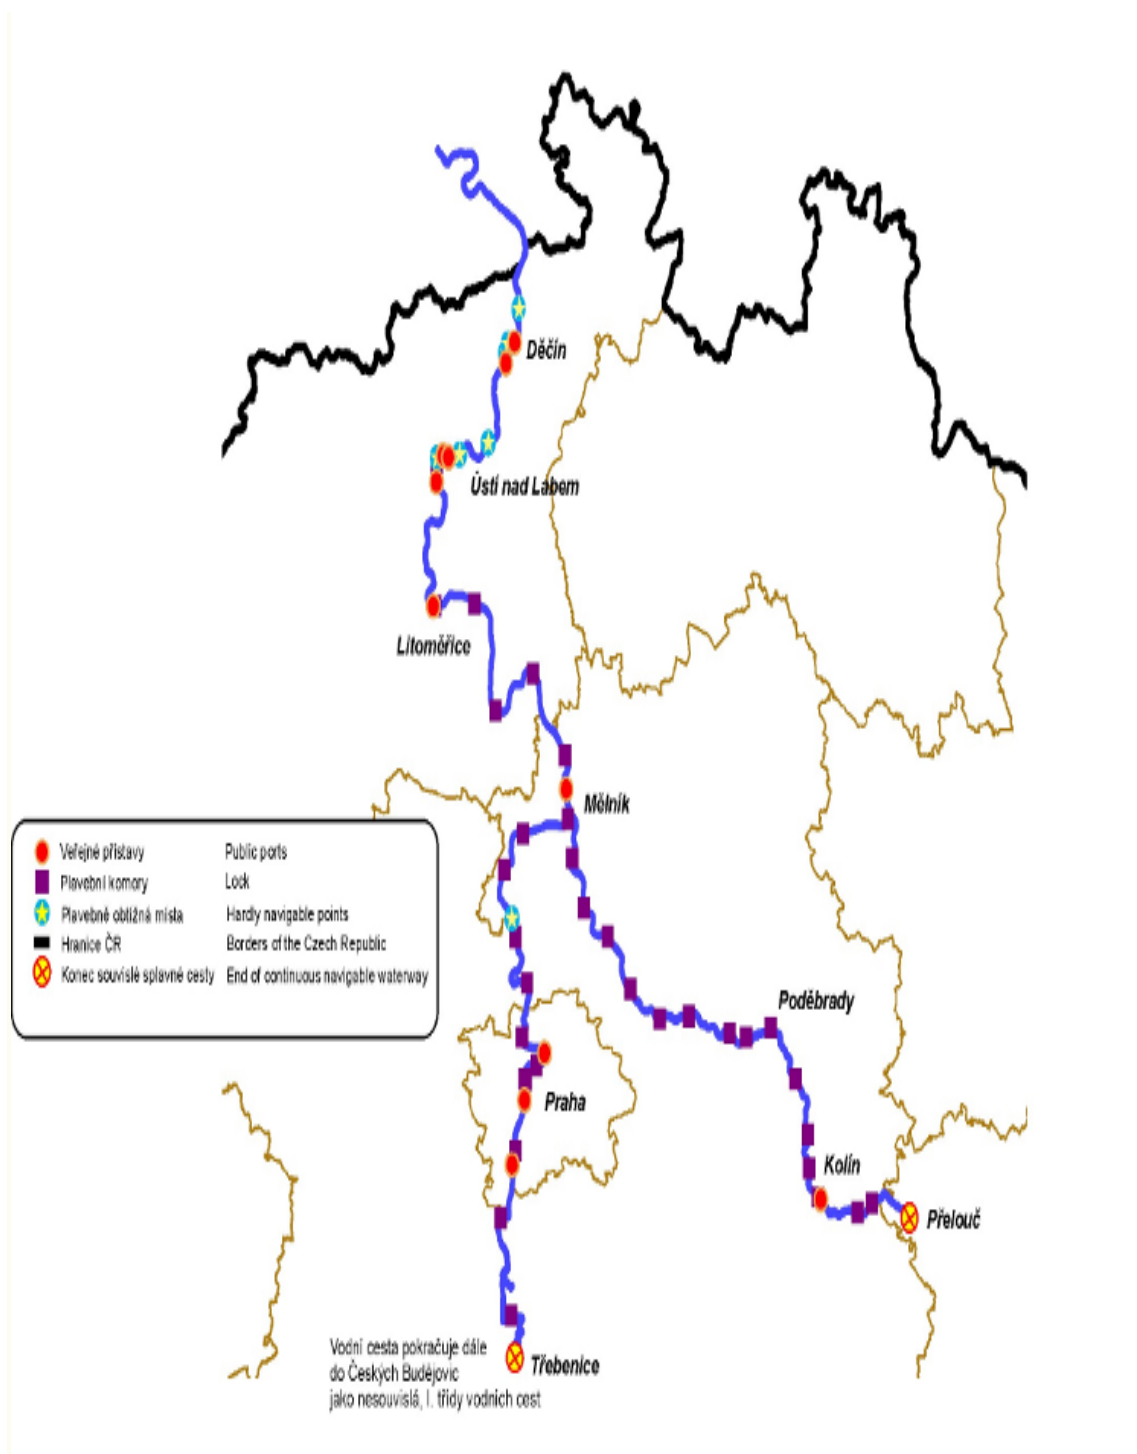 Děčín
Ústí nad Labem
Litoměřice
Mělník
Veřejné přístavy Public ports
Plavební komory Lock
Plavebně obtížná místa Hardly navigable points
Hranice ČR Borders of the Czech Republic
Konec souvislé splavné cesty End of continuous navigable waterway
Poděbrady
Praha
Kolín
Přelouč
Vodní cesta pokračuje dále
do Českých Budějovic
jako nesouvislá, I. třídy vodních cest
Třebenice